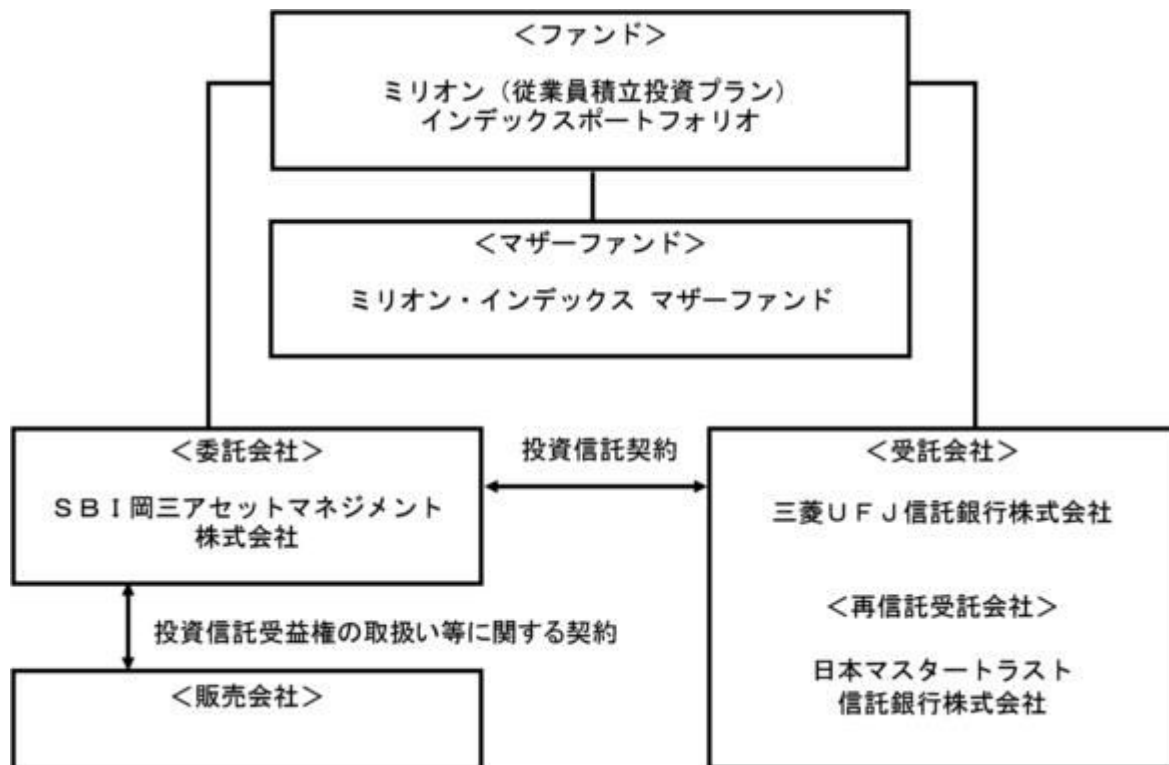 ＜ファンド＞
ミリオン（従業員積立投資プラン）
インデックスポートフォリオ
＜マザーファンド＞
ミリオン・インデックス マザーファンド
＜委託会社＞
ＳＢＩ岡三アセットマネジメント
株式会社
投資信託契約
＜受託会社＞
三菱ＵＦＪ信託銀行株式会社
＜再信託受託会社＞
日本マスタートラスト
信託銀行株式会社
投資信託受益権の取扱い等に関する契約
＜販売会社＞